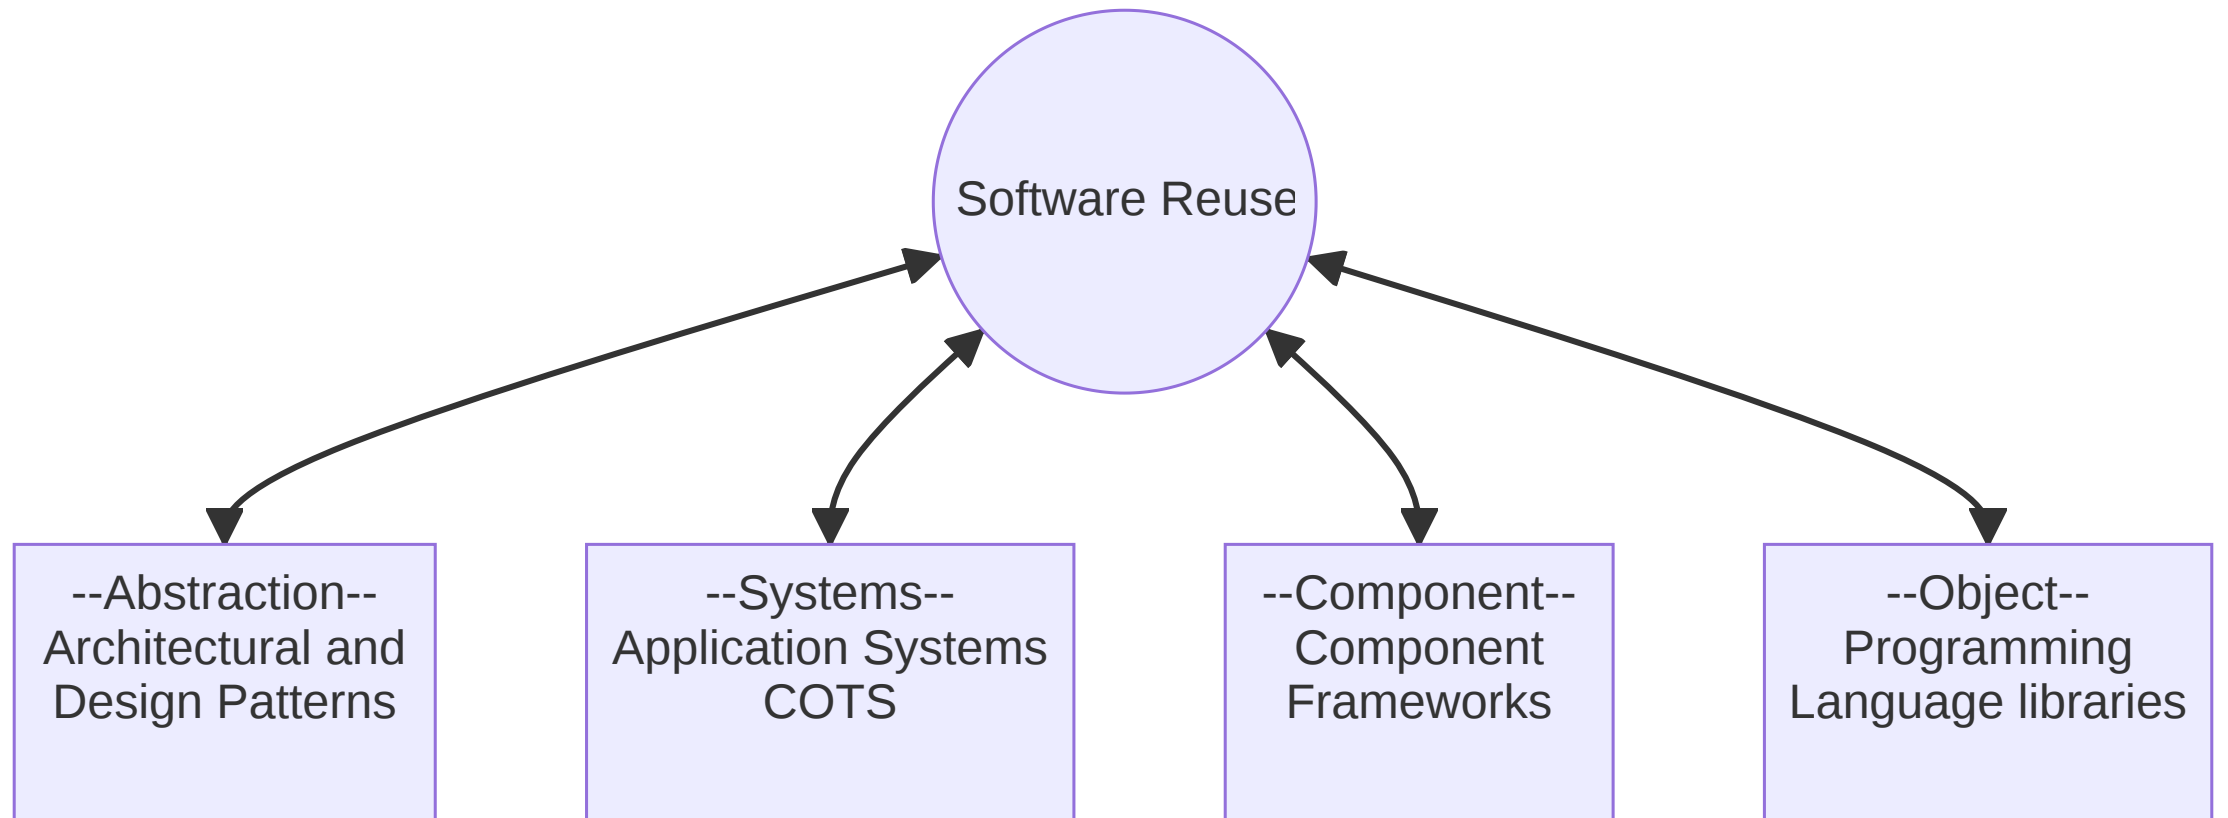 Software Reuse
--Abstraction--
Architectural and
Design Patterns
--Systems--
Application Systems
COTS
--Component--
Component
Frameworks
--Object--
Programming
Language libraries